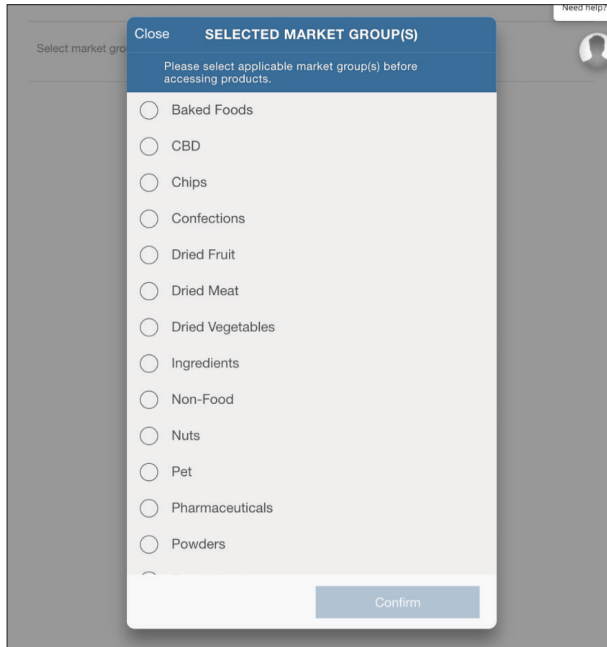 Need help?
Select market gro
Close
SELECTED MARKET GROUP(S)
Please select applicable market group(s) before
accessing products.
Baked Foods
CBD
Chips
Confections
Dried Fruit
Dried Meat
Dried Vegetables
Ingredients
Non-Food
Nuts
Pet
Pharmaceuticals
Powders
Confirm